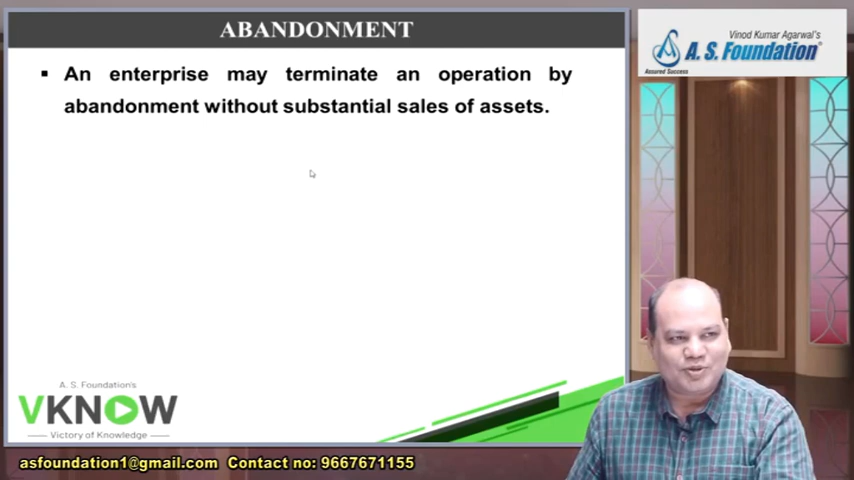 ABANDONMENT
▪ An enterprise may terminate an operation by
abandonment without substantial sales of assets.
Vinod Kumar Agarwal's
A. S. Foundation®
Assured Success
A. S. Foundation's
VKNOW
Victory of Knowledge
asfoundation1@gmail.com Contact no: 9667671155